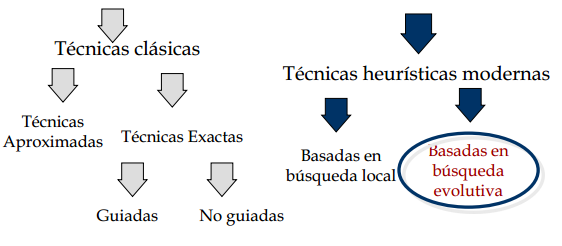 Técnicas clásicas
Técnicas
Aproximadas
Técnicas Exactas
Guiadas
No guiadas
Técnicas heurísticas modernas
Basadas en
búsqueda local
Basadas en
búsqueda
evolutiva